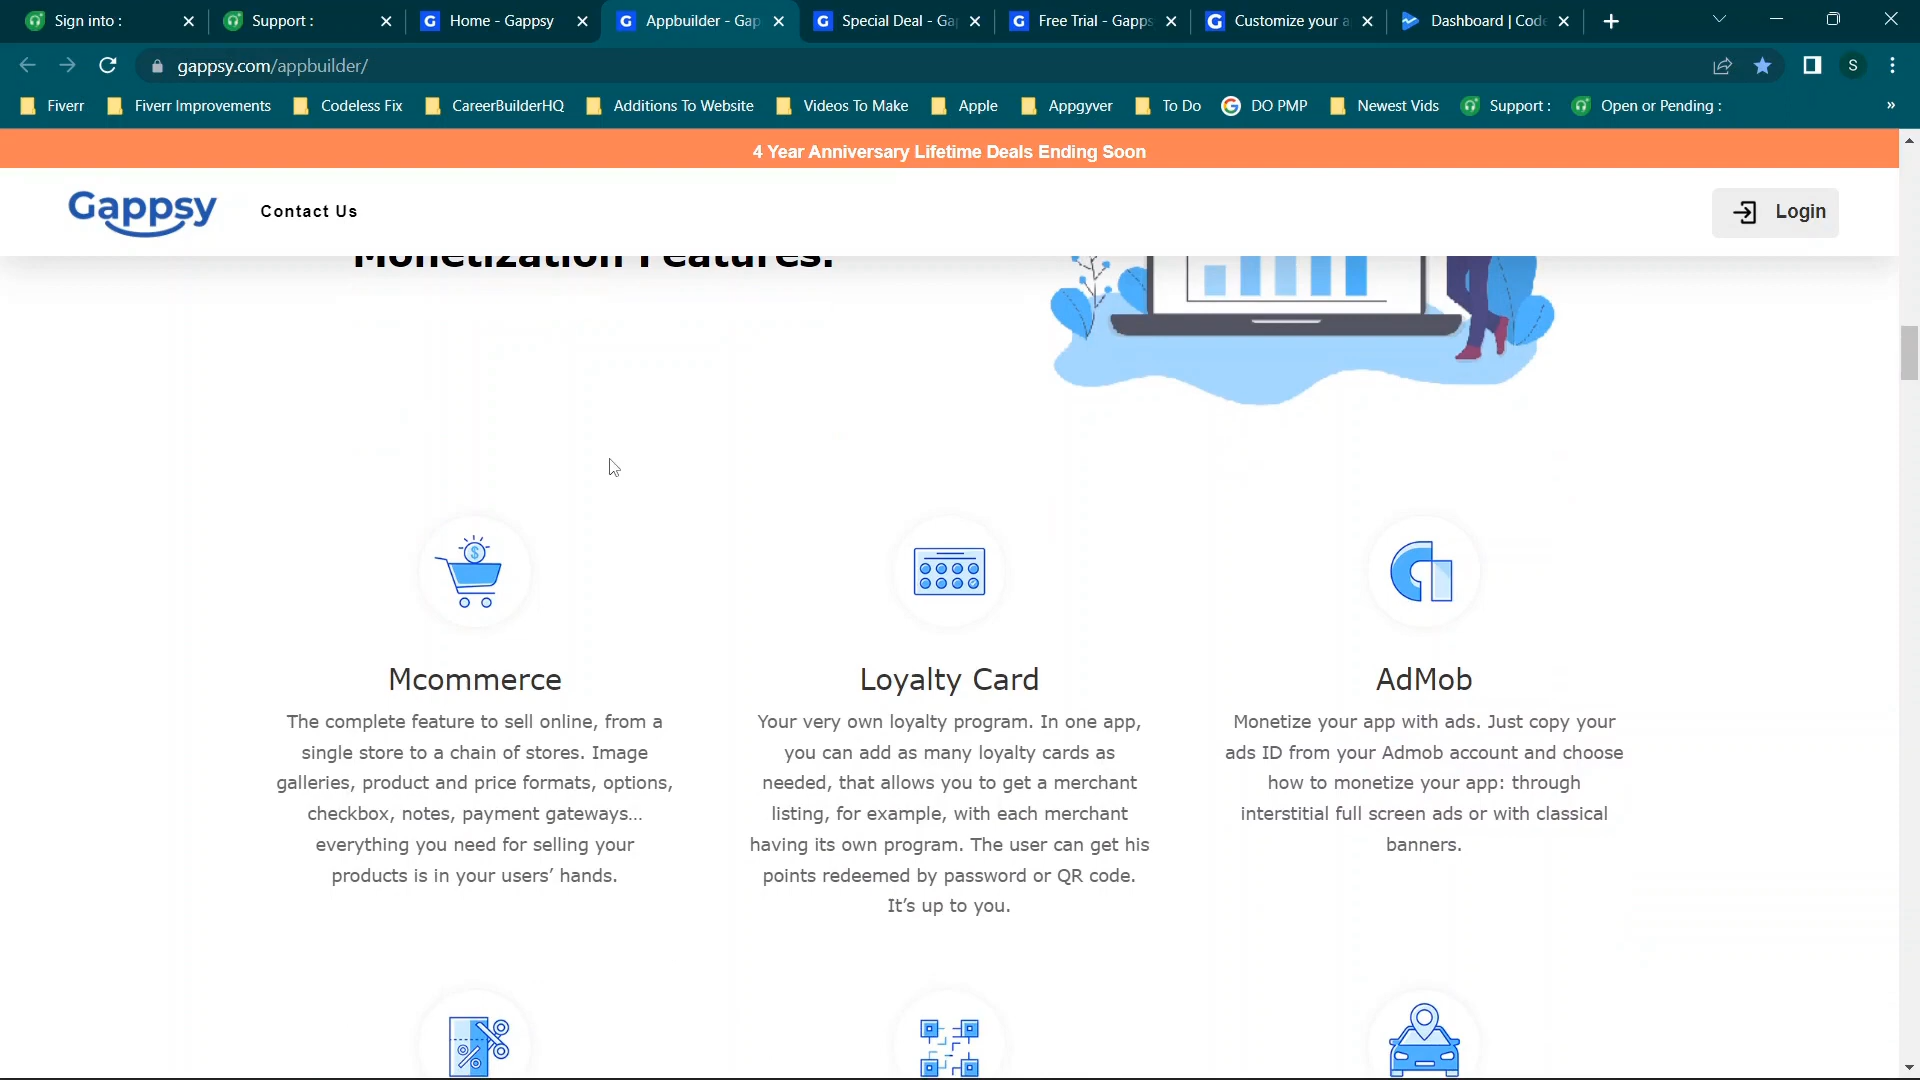 Sign into :
Support :
Home - Gappsy
Appbuilder - Gap
Special Deal - Ga
Free Trial - Gapps
Customize your a
Dashboard | Code
gappsy.com/appbuilder/
S
Fiverr
Fiverr Improvements
Codeless Fix
CareerBuilderHQ
Additions To Website
Videos To Make
Apple
Appgyver
To Do
DO PMP
Newest Vids
Support :
Open or Pending :
»
4 Year Anniversary Lifetime Deals Ending Soon
Gappsy
Contact Us
Login
Monetization Features:
Mcommerce
The complete feature to sell online, from a
single store to a chain of stores. Image
galleries, product and price formats, options,
checkbox, notes, payment gateways...
everything you need for selling your
products is in your users’ hands.
Loyalty Card
Your very own loyalty program. In one app,
you can add as many loyalty cards as
needed, that allows you to get a merchant
listing, for example, with each merchant
having its own program. The user can get his
points redeemed by password or QR code.
It’s up to you.
AdMob
Monetize your app with ads. Just copy your
ads ID from your Admob account and choose
how to monetize your app: through
interstitial full screen ads or with classical
banners.